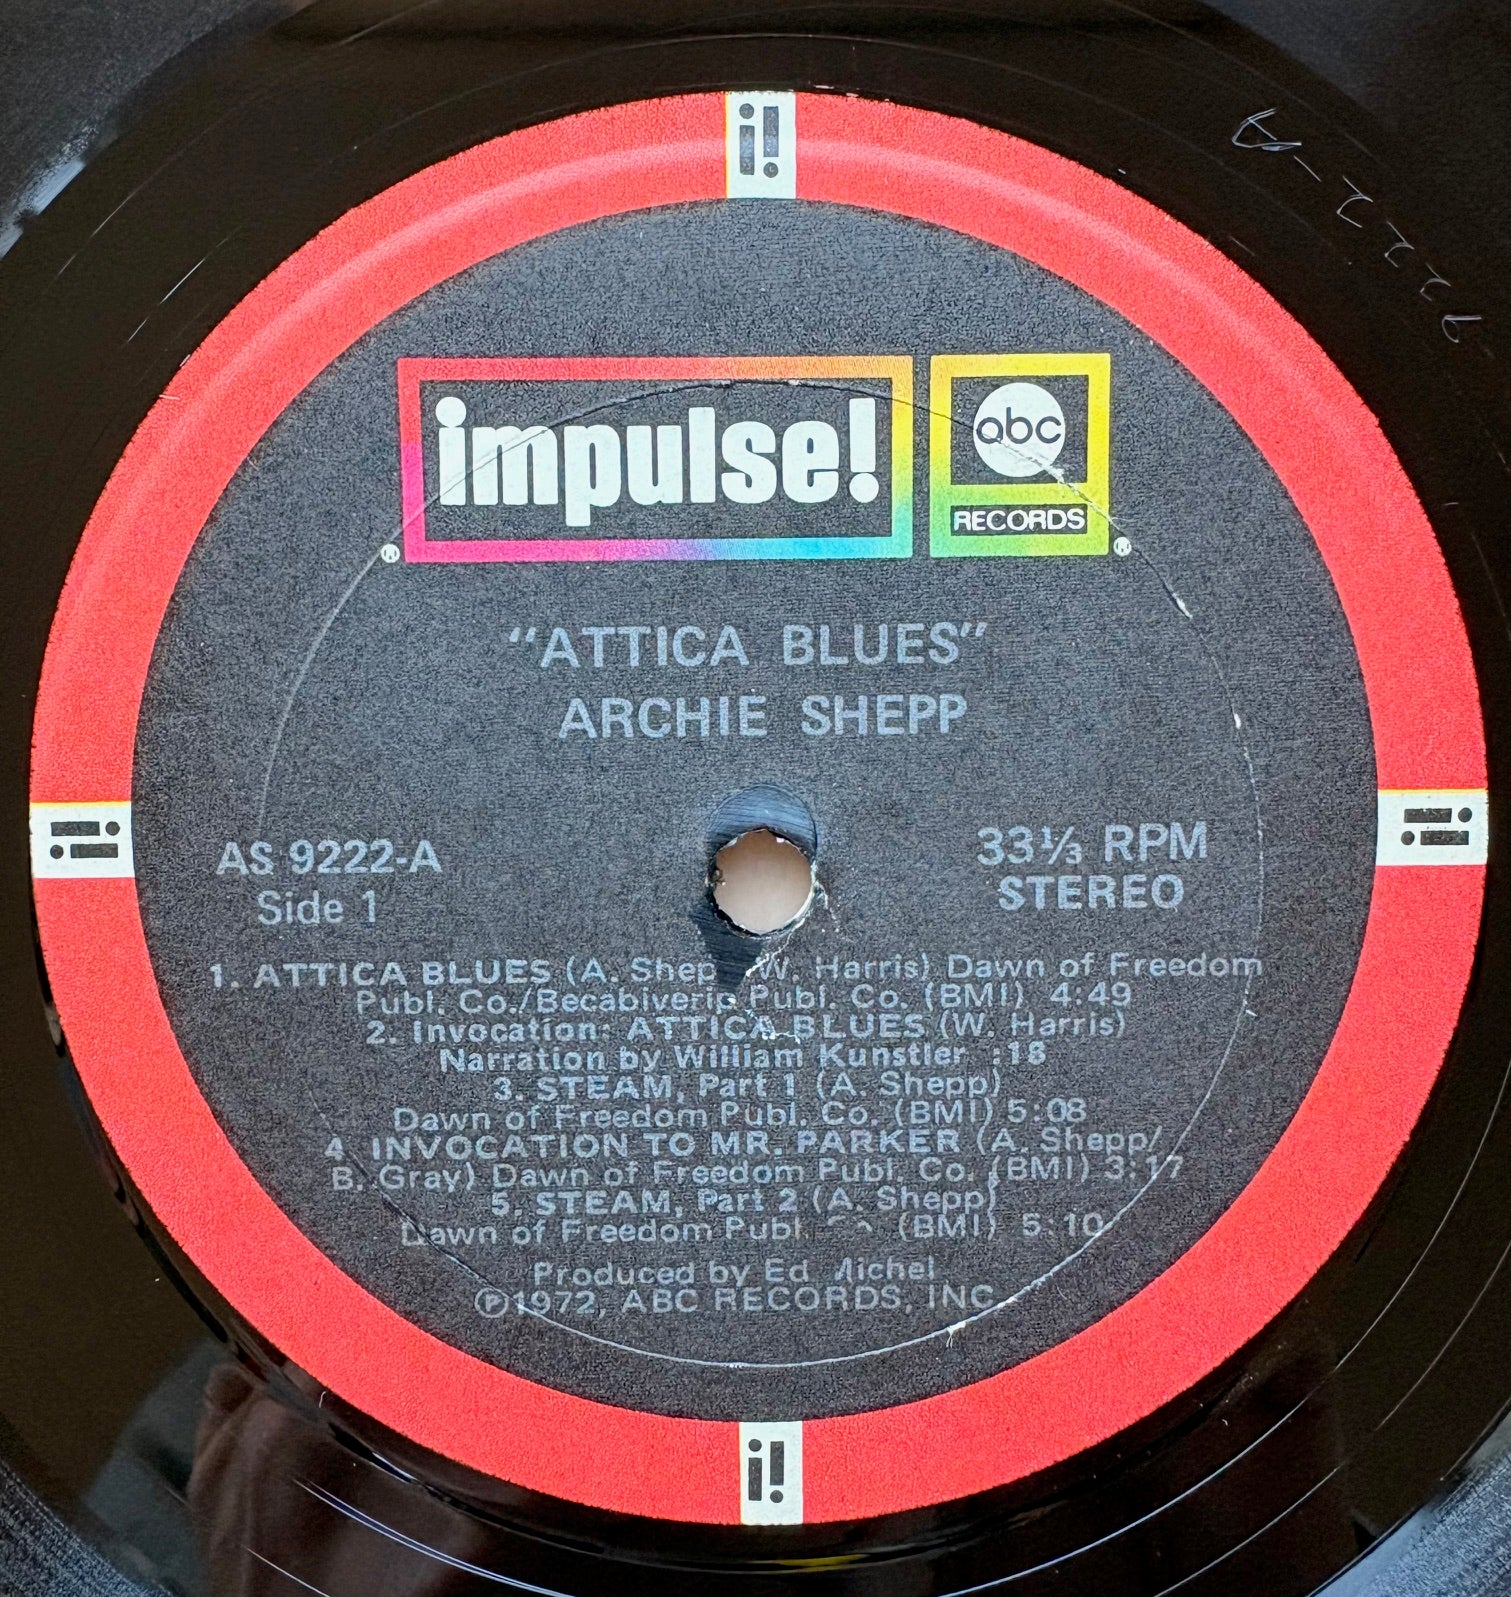 i!
9222-A
impulse!
abc
RECORDS
®
®
"ATTICA BLUES"
ARCHIE SHEPP
i!
i!
AS 9222-A
Side 1
33⅓ RPM
STEREO
1. ATTICA BLUES (A. Shep W. Harris) Dawn of Freedom
Publ. Co./Becabiverip Publ. Co. (BMI) 4:49
2. Invocation: ATTICA BLUES (W. Harris)
Narration by William Kunstler :18
3. STEAM, Part 1 (A. Shepp)
Dawn of Freedom Publ. Co. (BMI) 5:08
4 INVOCATION TO MR. PARKER (A. Shepp/
B. Gray) Dawn of Freedom Publ. Co. (BMI) 3:17
5. STEAM, Part 2 (A. Shepp)
Dawn of Freedom Publ. (BMI) 5:10
Produced by Ed Michel
℗1972, ABC RECORDS, INC.
i!